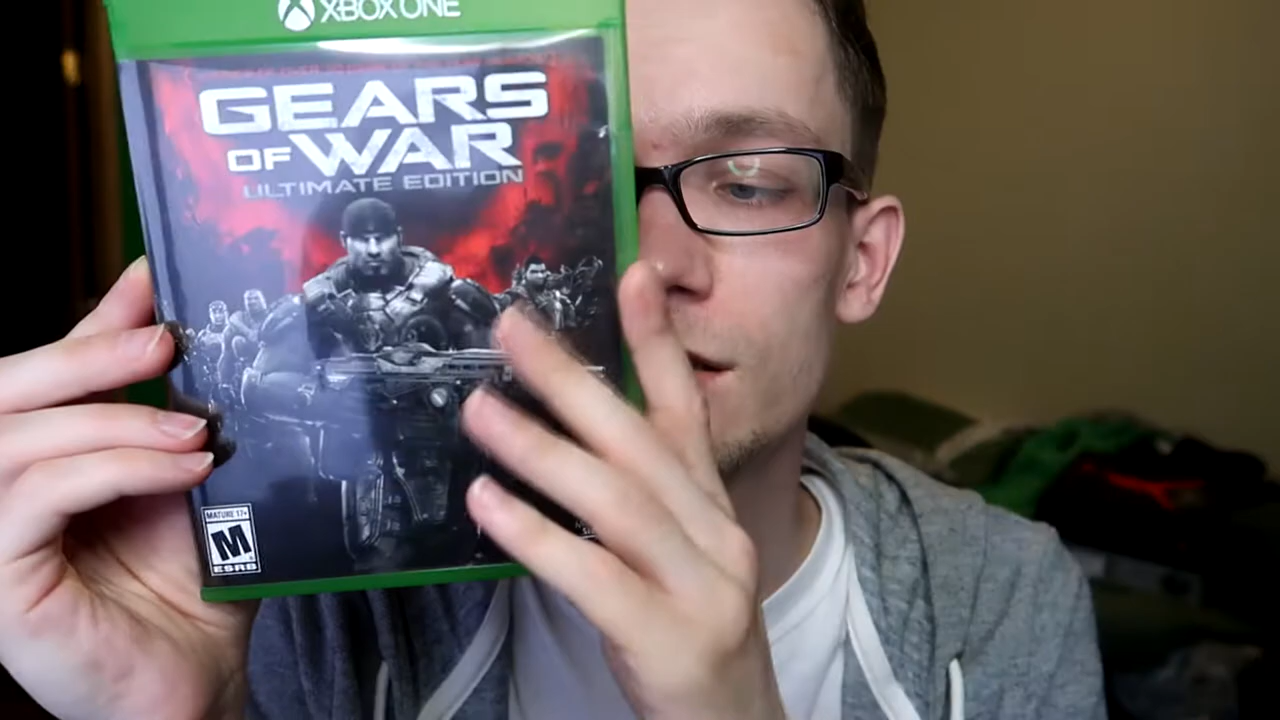 XBOX ONE
GEARS
OF WAR
ULTIMATE EDITION
MATURE 17+
M
ESRB